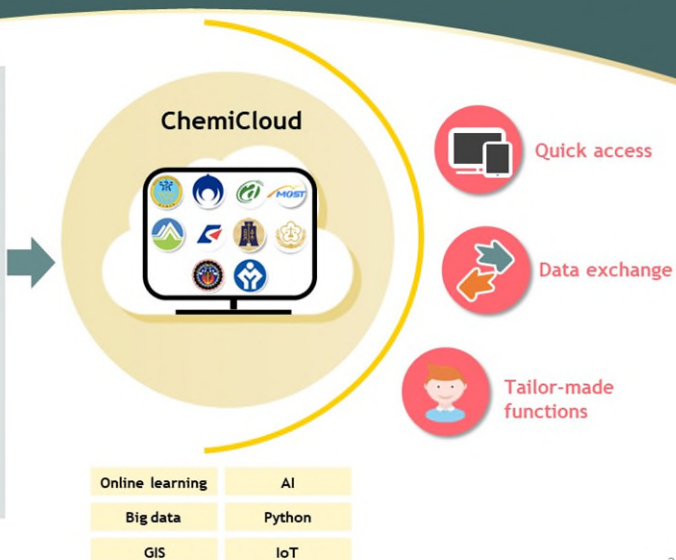 ChemiCloud
MOST
Quick access
Data exchange
Tailor-made
functions
Online learning
AI
Big data
Python
GIS
IoT